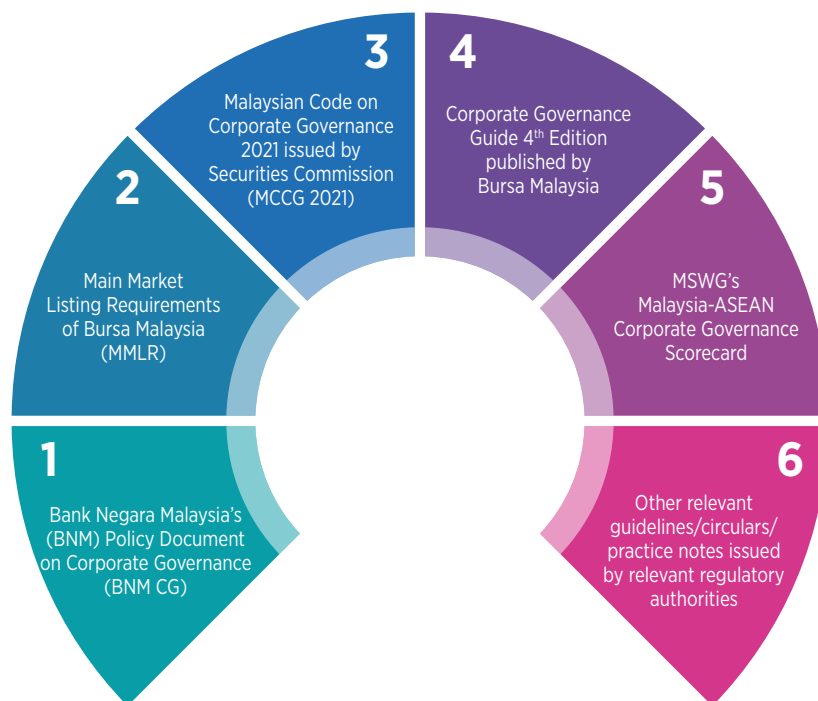 1
Bank Negara Malaysia's
(BNM) Policy Document
on Corporate Governance
(BNM CG)
2
Main Market
Listing Requirements
of Bursa Malaysia
(MMLR)
3
Malaysian Code on
Corporate Governance
2021 issued by
Securities Commission
(MCCG 2021)
4
Corporate Governance
Guide 4th Edition
published by
Bursa Malaysia
5
MSWG's
Malaysia-ASEAN
Corporate Governance
Scorecard
6
Other relevant
guidelines/circulars/
practice notes issued
by relevant regulatory
authorities